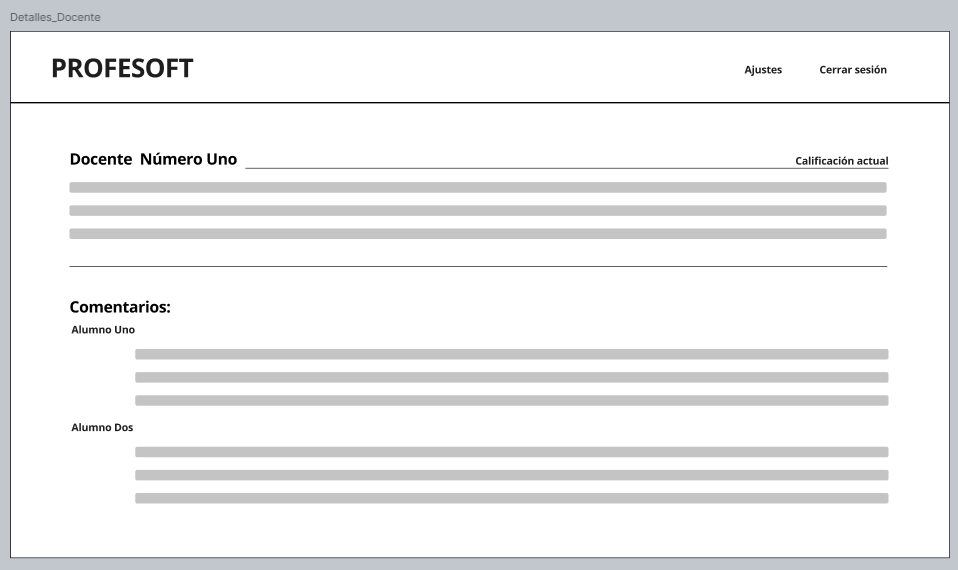 Detalles_Docente
PROFESOFT
Ajustes Cerrar sesión
Docente Número Uno
Calificación actual
Comentarios:
Alumno Uno
Alumno Dos